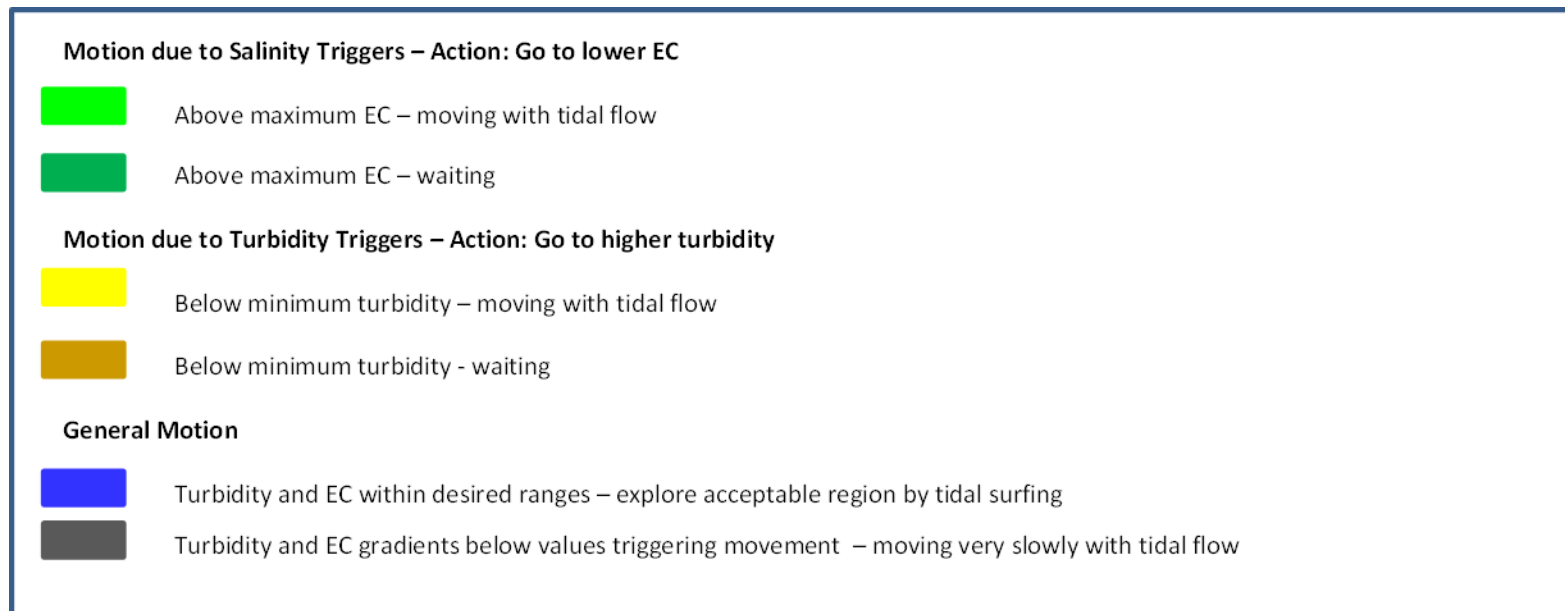 Motion due to Salinity Triggers – Action: Go to lower EC
Above maximum EC – moving with tidal flow
Above maximum EC – waiting
Motion due to Turbidity Triggers – Action: Go to higher turbidity
Below minimum turbidity – moving with tidal flow
Below minimum turbidity - waiting
General Motion
Turbidity and EC within desired ranges – explore acceptable region by tidal surfing
Turbidity and EC gradients below values triggering movement – moving very slowly with tidal flow